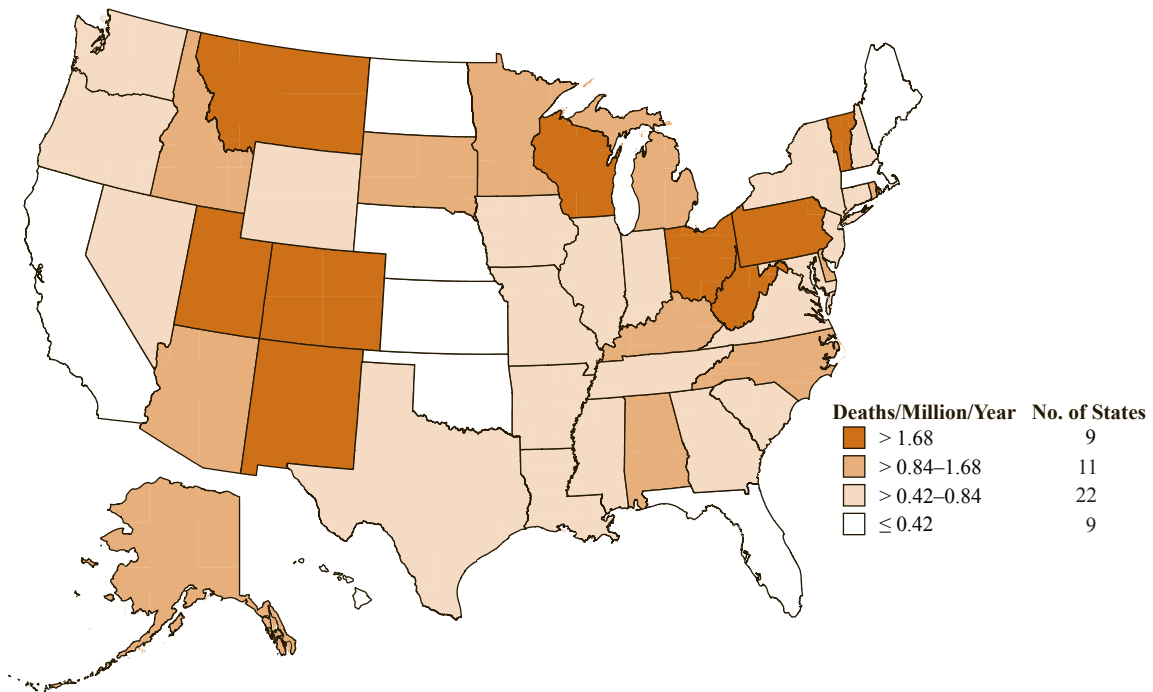 Deaths/Million/Year No. of States
> 1.68 9
> 0.84–1.68 11
> 0.42–0.84 22
≤ 0.42 9